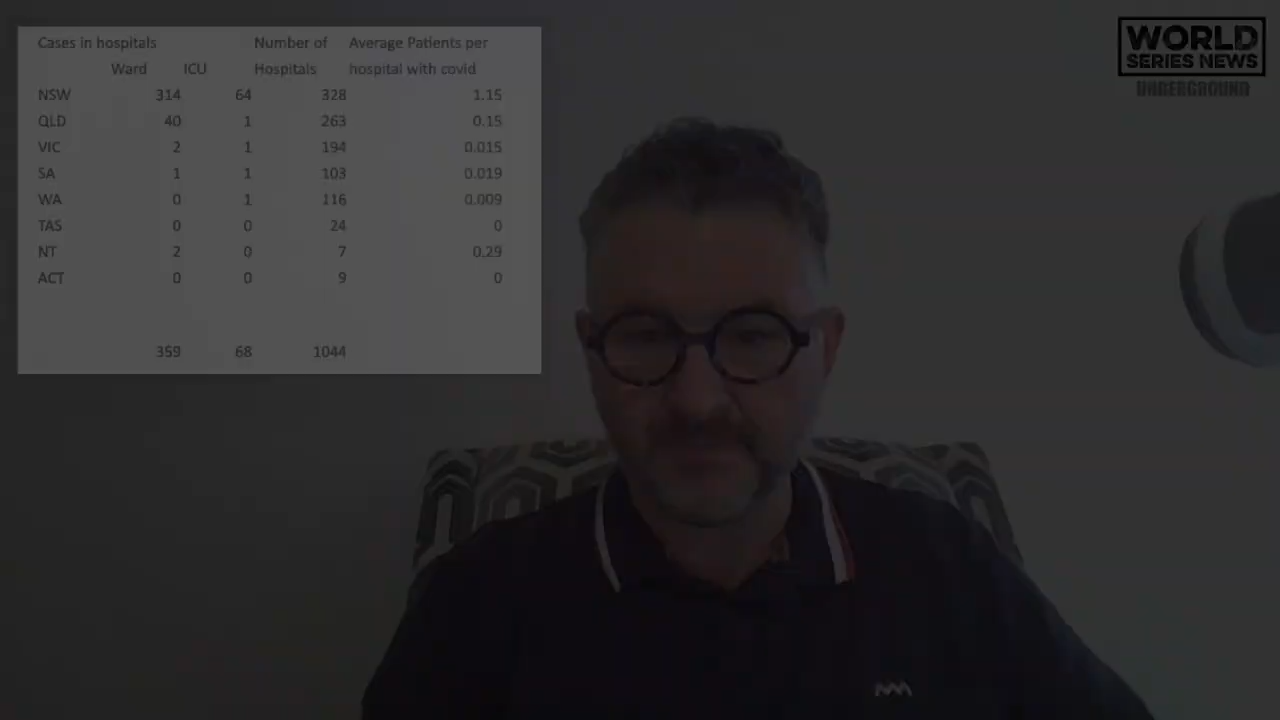 Cases in hospitals Number of Average Patients per
Ward ICU Hospitals hospital with covid
NSW 314 64 328 1.15
QLD 40 1 263 0.15
VIC 2 1 194 0.015
SA 1 1 103 0.019
WA 0 1 116 0.009
TAS 0 0 24 0
NT 2 0 7 0.29
ACT 0 0 9 0
359 68 1044
WORLD
SERIES NEWS
UNDERGROUND